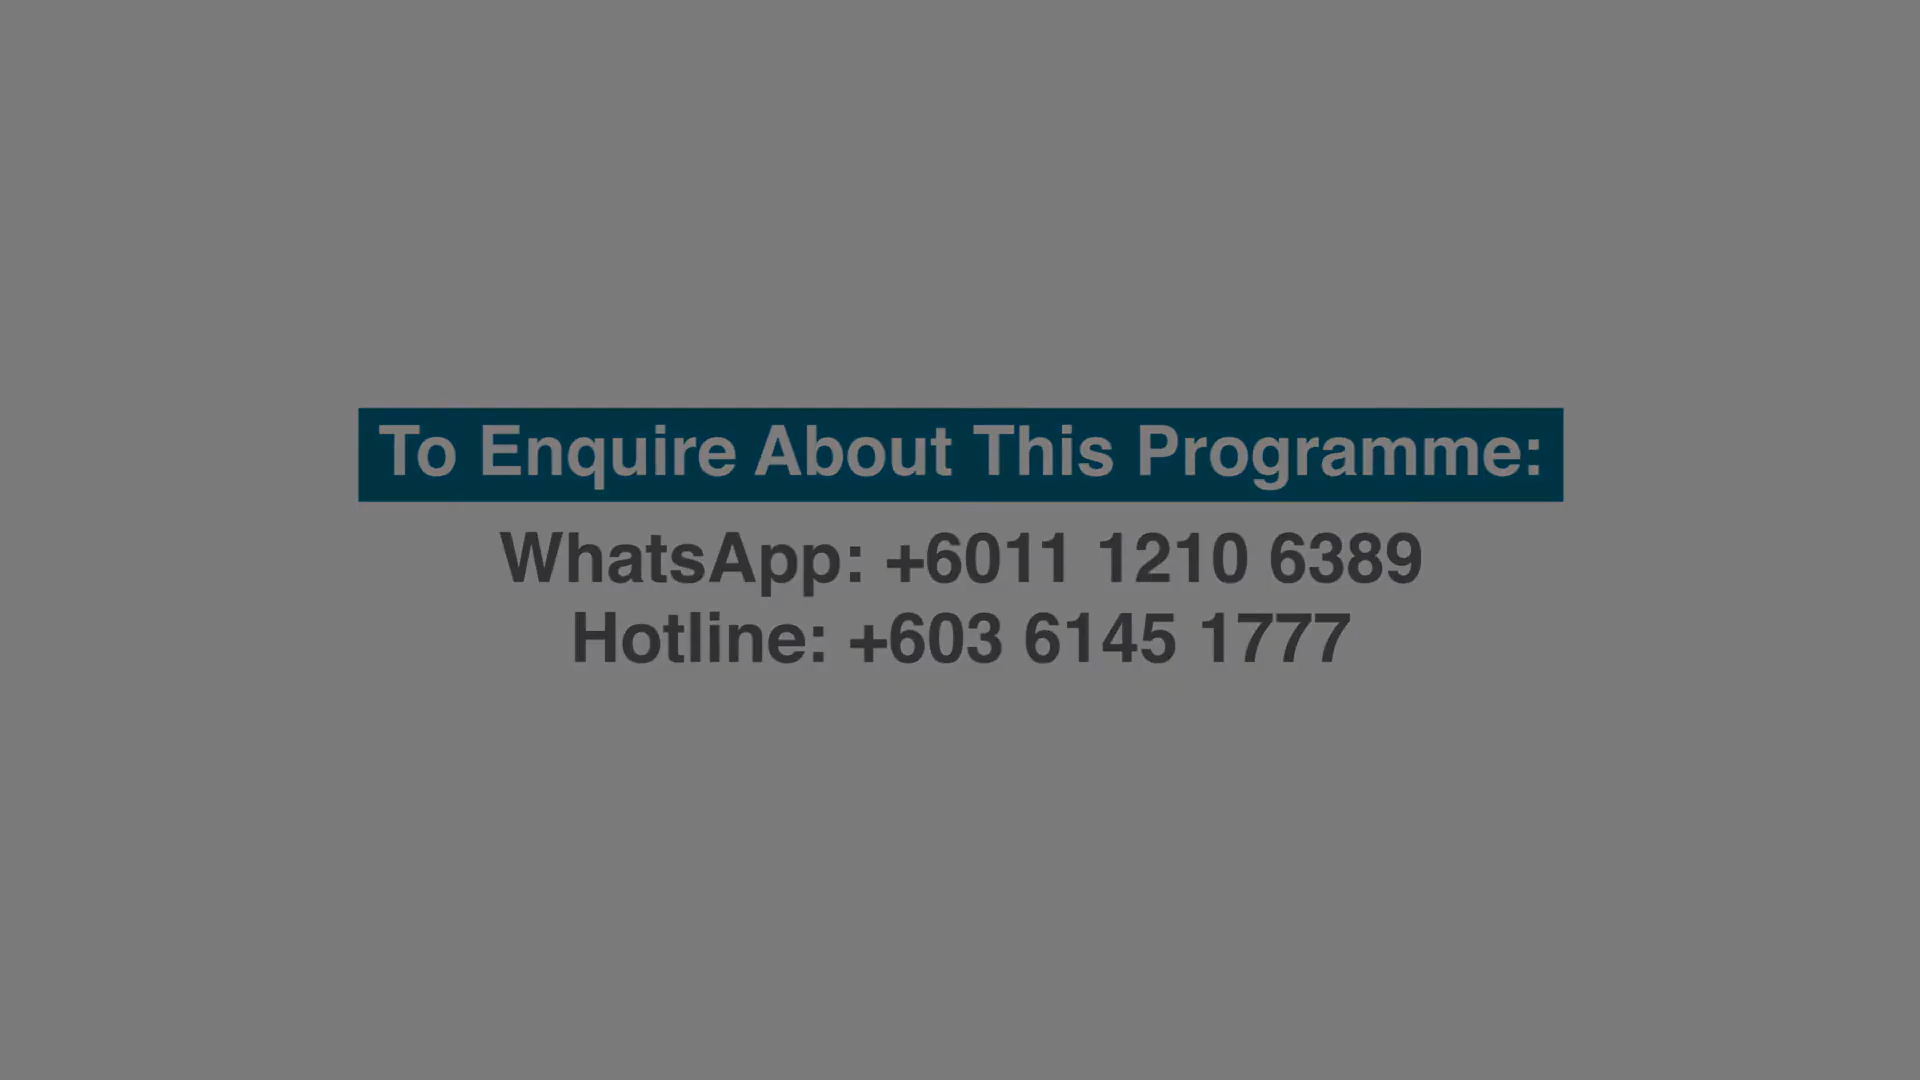 To Enquire About This Programme:
WhatsApp: +6011 1210 6389
Hotline: +603 6145 1777